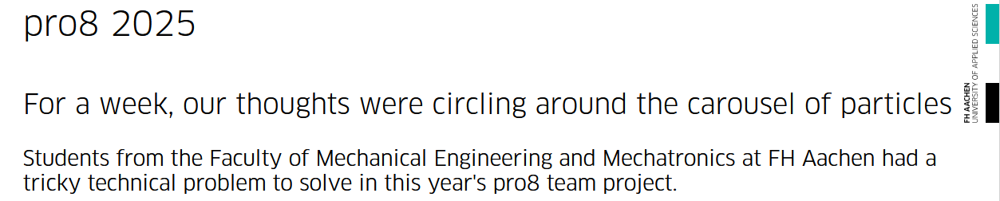 pro8 2025
For a week, our thoughts were circling around the carousel of particles
Students from the Faculty of Mechanical Engineering and Mechatronics at FH Aachen had a
tricky technical problem to solve in this year's pro8 team project.
FH AACHEN
UNIVERSITY OF APPLIED SCIENCES